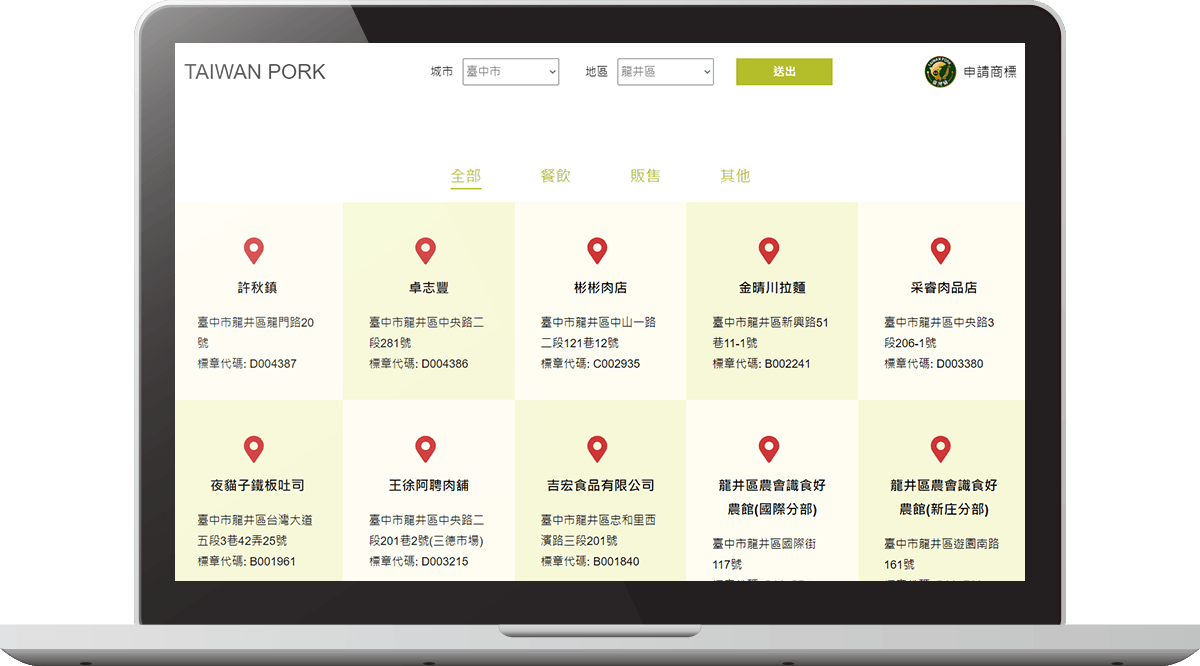 TAIWAN PORK
城市 臺中市 地區 龍井區 送出 申請商標
全部 餐飲 販售 其他
許秋鎮
臺中市龍井區龍門路20
號
標章代碼: D004387
卓志豐
臺中市龍井區中央路二
段281號
標章代碼: D004386
彬彬肉店
臺中市龍井區中山一路
二段121巷12號
標章代碼: C002935
金晴川拉麵
臺中市龍井區新興路51
巷11-1號
標章代碼: B002241
采睿肉品店
臺中市龍井區中央路3
段206-1號
標章代碼: D003380
夜貓子鐵板吐司
臺中市龍井區台灣大道
五段3巷42弄25號
標章代碼: B001961
王徐阿聘肉舖
臺中市龍井區中央路二
段201巷2號(三德市場)
標章代碼: D003215
吉宏食品有限公司
臺中市龍井區忠和里西
濱路三段201號
標章代碼: B001840
龍井區農會識食好
農館(國際分部)
臺中市龍井區國際街
117號
龍井區農會識食好
農館(新庄分部)
臺中市龍井區遊園南路
161號